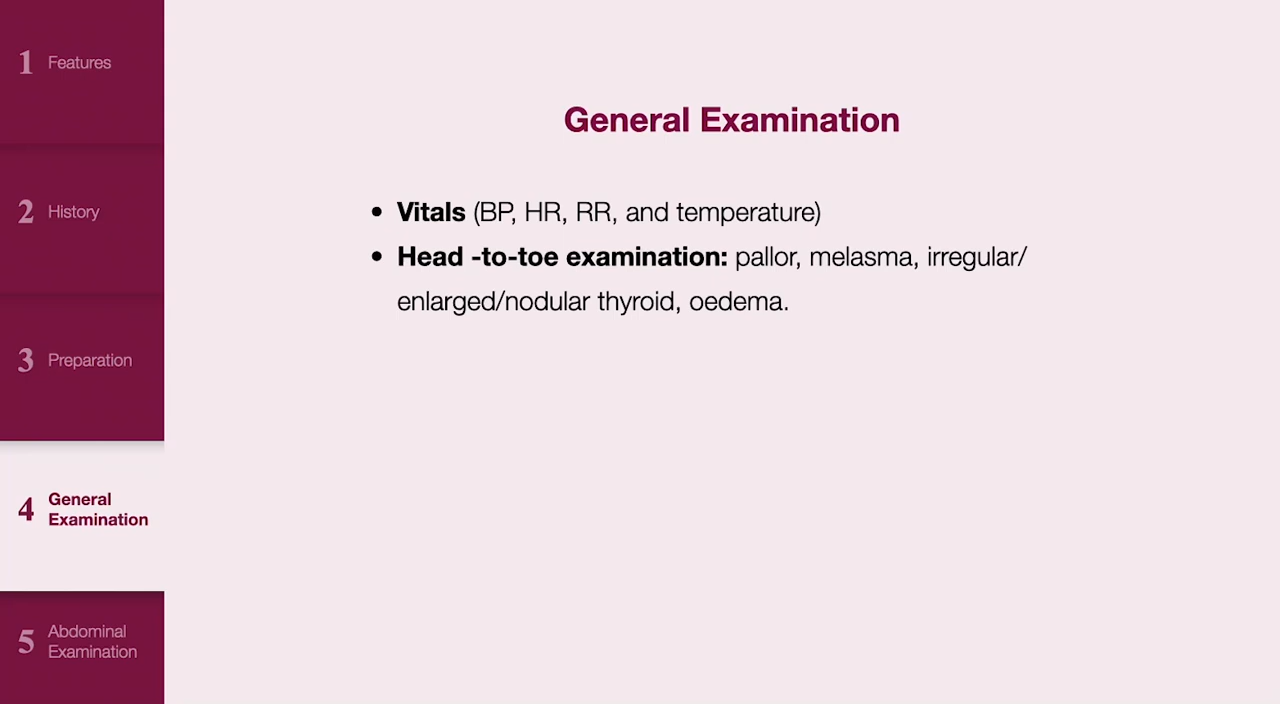 1 Features
2 History
3 Preparation
4 General
Examination
5 Abdominal
Examination
General Examination
• Vitals (BP, HR, RR, and temperature)
• Head -to-toe examination: pallor, melasma, irregular/
enlarged/nodular thyroid, oedema.